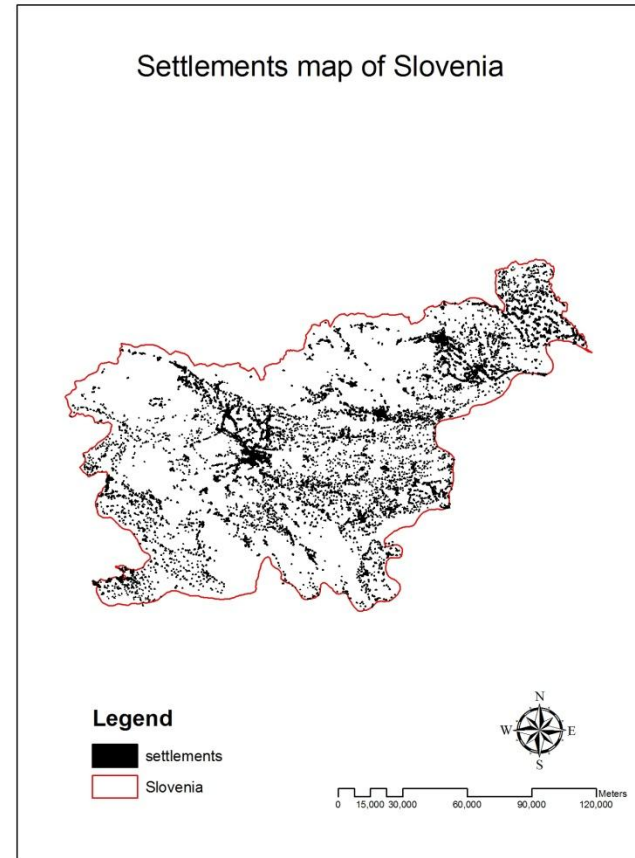 Settlements map of Slovenia
Legend
settlements
Slovenia
N
W E
S
Meters
0 15,000 30,000 60,000 90,000 120,000